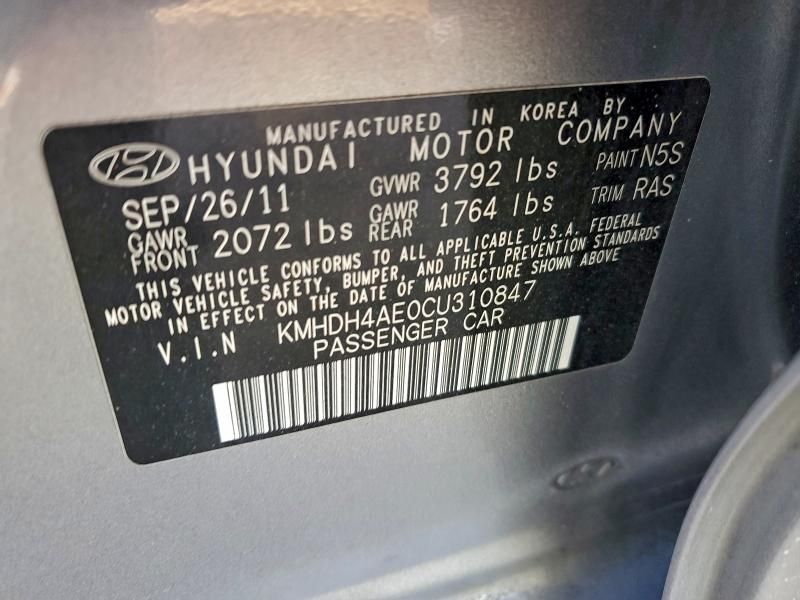 MANUFACTURED IN KOREA BY
HYUNDAI MOTOR COMPANY
SEP/26/11 GVWR 3792 lbs PAINT N5S
GAWR FRONT 2072 lbs GAWR REAR 1764 lbs TRIM RAS
THIS VEHICLE CONFORMS TO ALL APPLICABLE U.S.A. FEDERAL
MOTOR VEHICLE SAFETY, BUMPER, AND THEFT PREVENTION STANDARDS
IN EFFECT ON THE DATE OF MANUFACTURE SHOWN ABOVE
V.I.N KMHDH4AE0CU310847
PASSENGER CAR